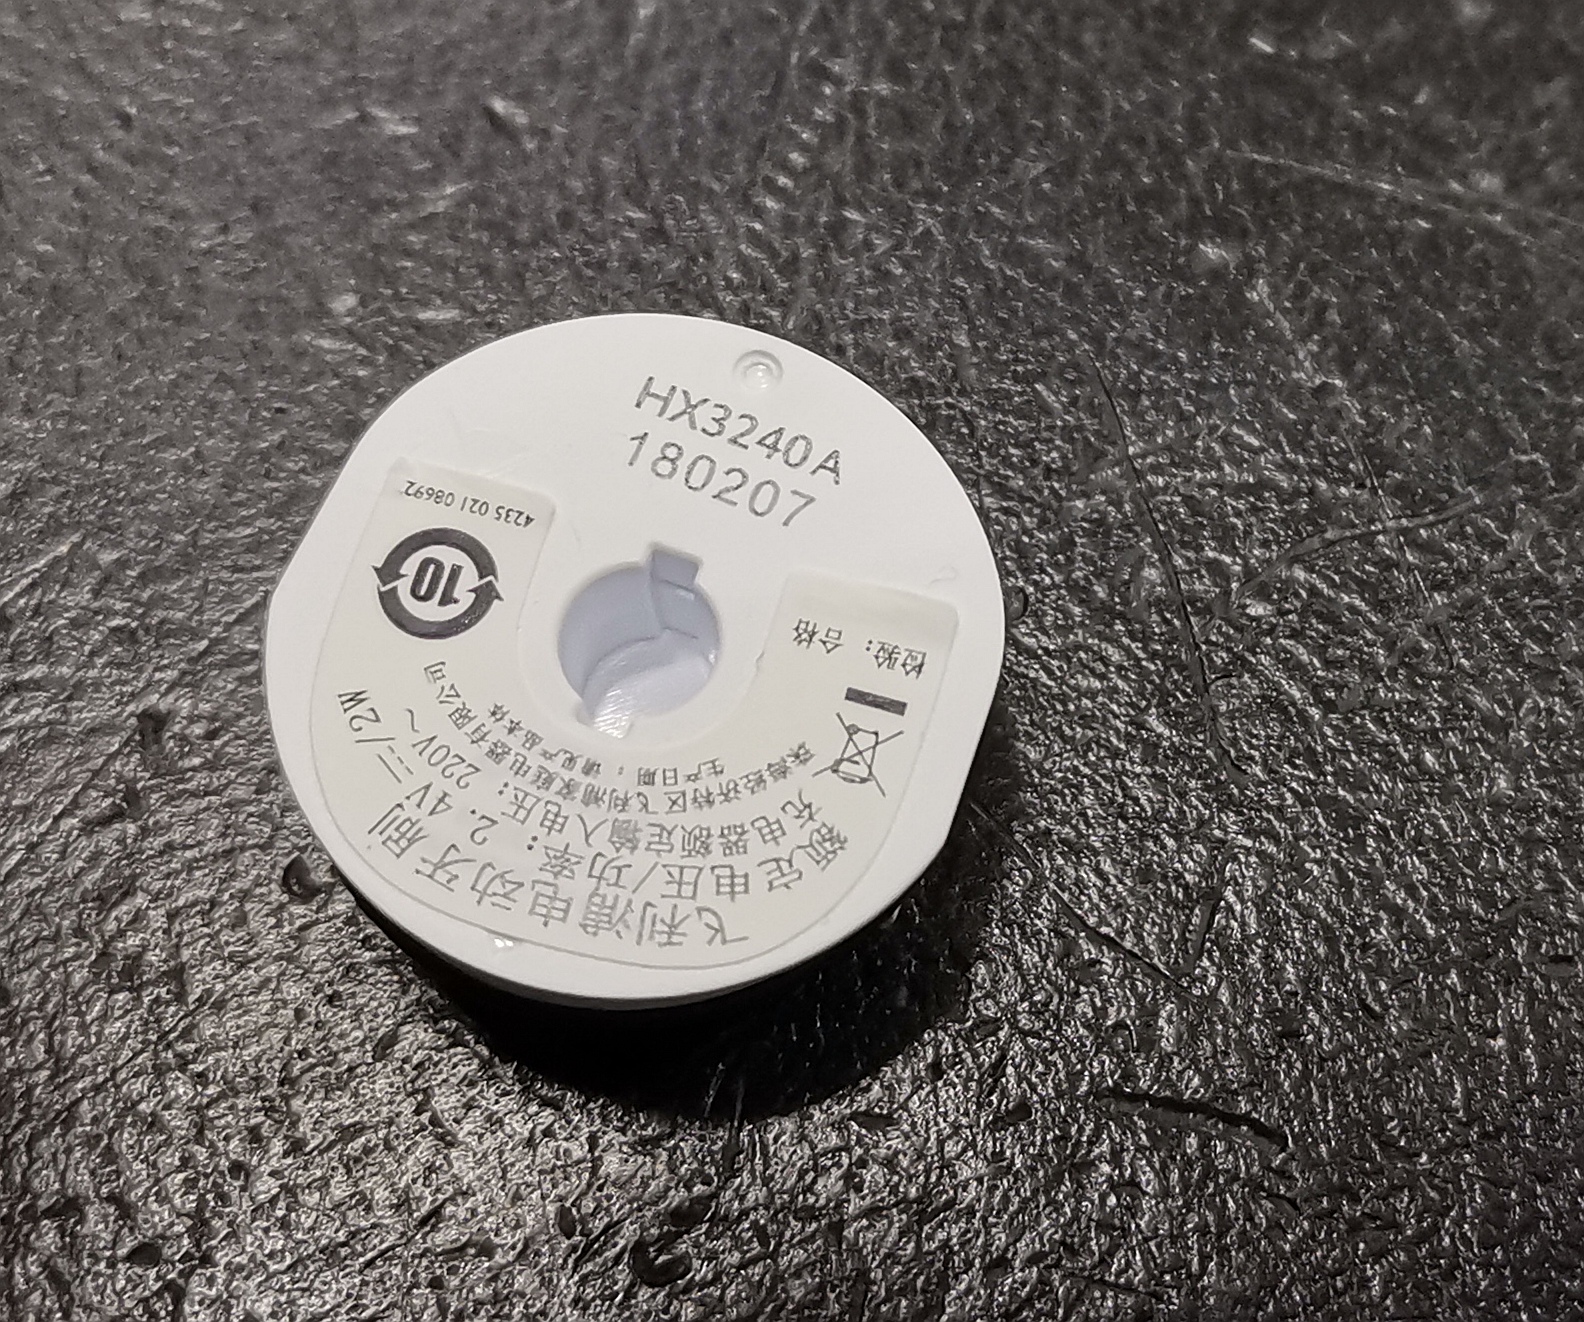 HX3240A
180207
飞利浦电动牙刷
额定电压/功率：2.4V⎓/2W
充电器额定输入电压：220V~
珠海经济特区飞利浦家庭电器有限公司
生产日期：请见产品本体
检验：合格
10
4235 021 08692